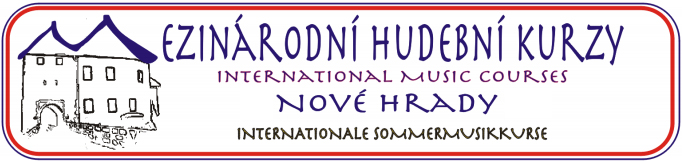 MEZINÁRODNÍ HUDEBNÍ KURZY
INTERNATIONAL MUSIC COURSES
NOVÉ HRADY
INTERNATIONALE SOMMERMUSIKKURSE